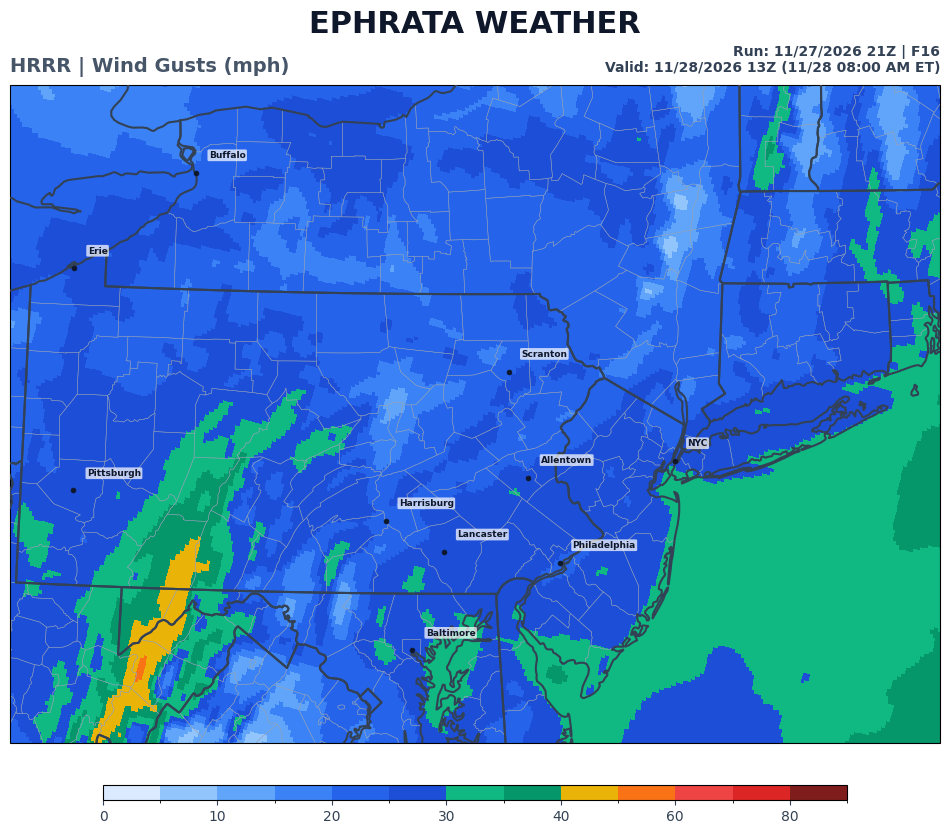 EPHRATA WEATHER
HRRR | Wind Gusts (mph)
Run: 11/27/2026 21Z | F16
Valid: 11/28/2026 13Z (11/28 08:00 AM ET)
Buffalo
Erie
Scranton
NYC
Pittsburgh
Allentown
Harrisburg
Lancaster
Philadelphia
Baltimore
0 10 20 30 40 50 60 70 80